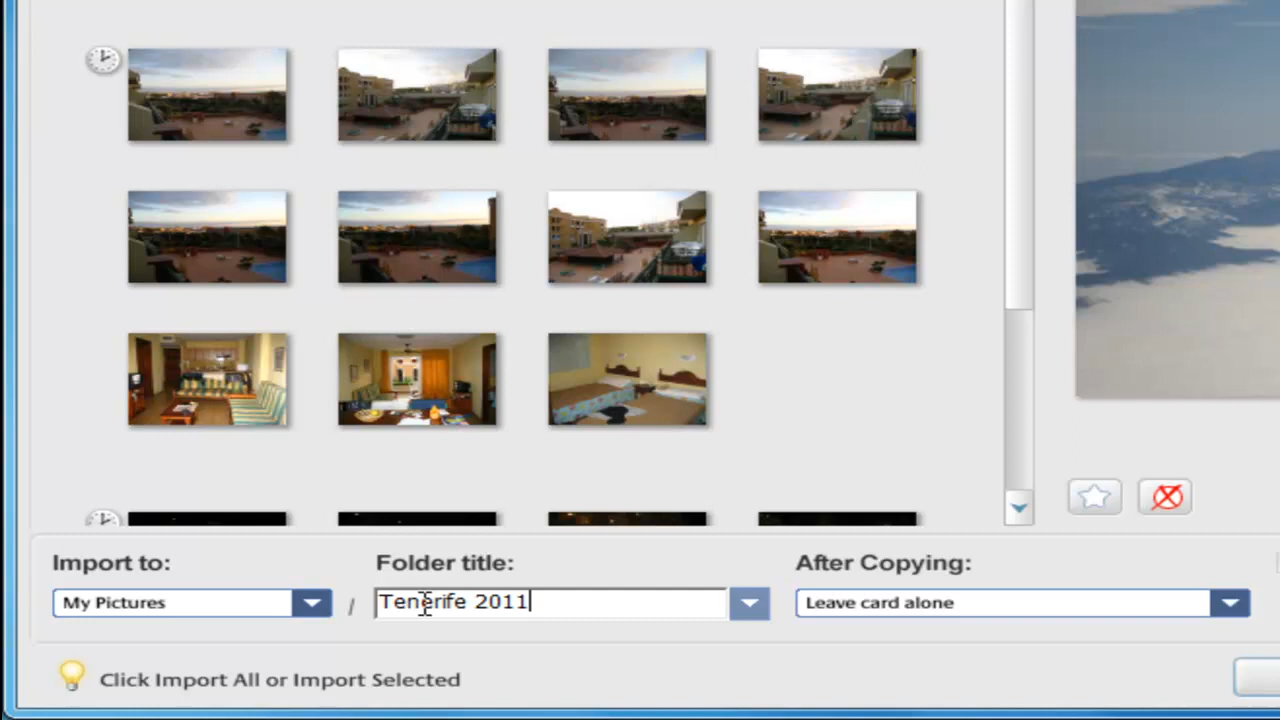 Import to:
Folder title:
After Copying:
My Pictures
/
Tenerife 2011
Leave card alone
Click Import All or Import Selected